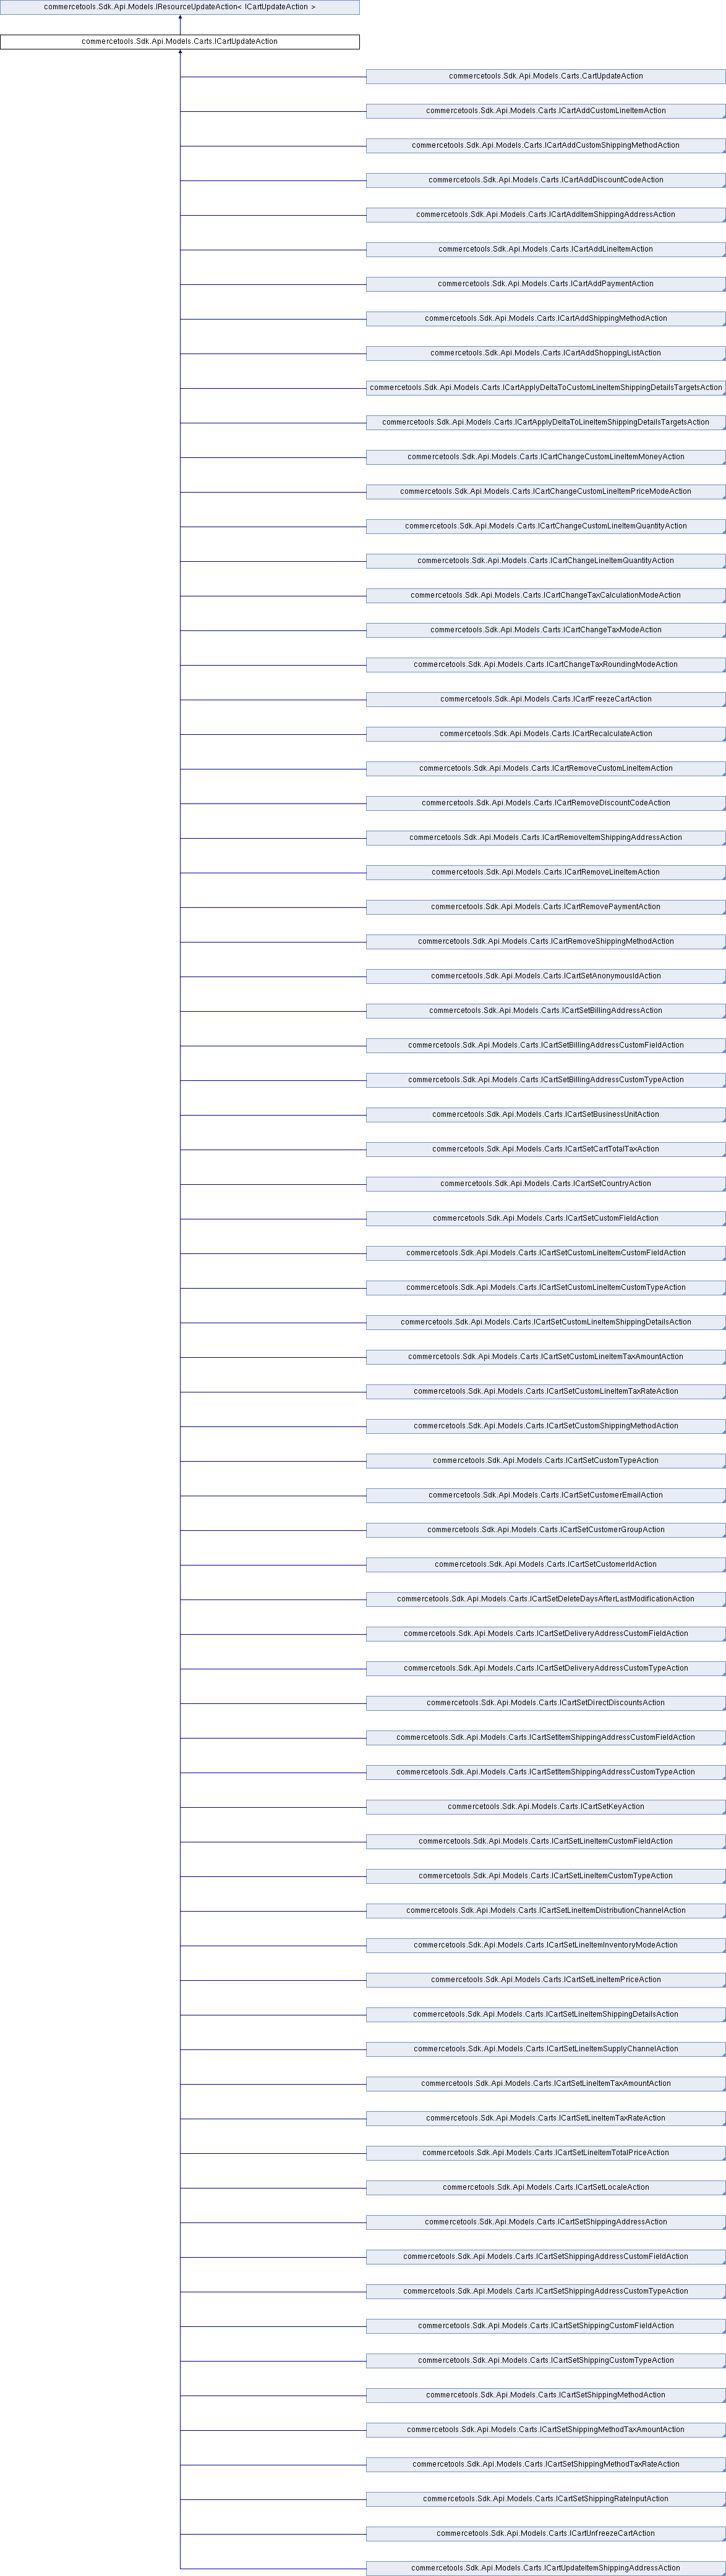 commercetools.Sdk.Api.Models.IResourceUpdateAction< ICartUpdateAction >
commercetools.Sdk.Api.Models.Carts.ICartUpdateAction
commercetools.Sdk.Api.Models.Carts.CartUpdateAction
commercetools.Sdk.Api.Models.Carts.ICartAddCustomLineItemAction
commercetools.Sdk.Api.Models.Carts.ICartAddCustomShippingMethodAction
commercetools.Sdk.Api.Models.Carts.ICartAddDiscountCodeAction
commercetools.Sdk.Api.Models.Carts.ICartAddItemShippingAddressAction
commercetools.Sdk.Api.Models.Carts.ICartAddLineItemAction
commercetools.Sdk.Api.Models.Carts.ICartAddPaymentAction
commercetools.Sdk.Api.Models.Carts.ICartAddShippingMethodAction
commercetools.Sdk.Api.Models.Carts.ICartAddShoppingListAction
commercetools.Sdk.Api.Models.Carts.ICartApplyDeltaToCustomLineItemShippingDetailsTargetsAction
commercetools.Sdk.Api.Models.Carts.ICartApplyDeltaToLineItemShippingDetailsTargetsAction
commercetools.Sdk.Api.Models.Carts.ICartChangeCustomLineItemMoneyAction
commercetools.Sdk.Api.Models.Carts.ICartChangeCustomLineItemPriceModeAction
commercetools.Sdk.Api.Models.Carts.ICartChangeCustomLineItemQuantityAction
commercetools.Sdk.Api.Models.Carts.ICartChangeLineItemQuantityAction
commercetools.Sdk.Api.Models.Carts.ICartChangeTaxCalculationModeAction
commercetools.Sdk.Api.Models.Carts.ICartChangeTaxModeAction
commercetools.Sdk.Api.Models.Carts.ICartChangeTaxRoundingModeAction
commercetools.Sdk.Api.Models.Carts.ICartFreezeCartAction
commercetools.Sdk.Api.Models.Carts.ICartRecalculateAction
commercetools.Sdk.Api.Models.Carts.ICartRemoveCustomLineItemAction
commercetools.Sdk.Api.Models.Carts.ICartRemoveDiscountCodeAction
commercetools.Sdk.Api.Models.Carts.ICartRemoveItemShippingAddressAction
commercetools.Sdk.Api.Models.Carts.ICartRemoveLineItemAction
commercetools.Sdk.Api.Models.Carts.ICartRemovePaymentAction
commercetools.Sdk.Api.Models.Carts.ICartRemoveShippingMethodAction
commercetools.Sdk.Api.Models.Carts.ICartSetAnonymousIdAction
commercetools.Sdk.Api.Models.Carts.ICartSetBillingAddressAction
commercetools.Sdk.Api.Models.Carts.ICartSetBillingAddressCustomFieldAction
commercetools.Sdk.Api.Models.Carts.ICartSetBillingAddressCustomTypeAction
commercetools.Sdk.Api.Models.Carts.ICartSetBusinessUnitAction
commercetools.Sdk.Api.Models.Carts.ICartSetCartTotalTaxAction
commercetools.Sdk.Api.Models.Carts.ICartSetCountryAction
commercetools.Sdk.Api.Models.Carts.ICartSetCustomFieldAction
commercetools.Sdk.Api.Models.Carts.ICartSetCustomLineItemCustomFieldAction
commercetools.Sdk.Api.Models.Carts.ICartSetCustomLineItemCustomTypeAction
commercetools.Sdk.Api.Models.Carts.ICartSetCustomLineItemShippingDetailsAction
commercetools.Sdk.Api.Models.Carts.ICartSetCustomLineItemTaxAmountAction
commercetools.Sdk.Api.Models.Carts.ICartSetCustomLineItemTaxRateAction
commercetools.Sdk.Api.Models.Carts.ICartSetCustomShippingMethodAction
commercetools.Sdk.Api.Models.Carts.ICartSetCustomTypeAction
commercetools.Sdk.Api.Models.Carts.ICartSetCustomerEmailAction
commercetools.Sdk.Api.Models.Carts.ICartSetCustomerGroupAction
commercetools.Sdk.Api.Models.Carts.ICartSetCustomerIdAction
commercetools.Sdk.Api.Models.Carts.ICartSetDeleteDaysAfterLastModificationAction
commercetools.Sdk.Api.Models.Carts.ICartSetDeliveryAddressCustomFieldAction
commercetools.Sdk.Api.Models.Carts.ICartSetDeliveryAddressCustomTypeAction
commercetools.Sdk.Api.Models.Carts.ICartSetDirectDiscountsAction
commercetools.Sdk.Api.Models.Carts.ICartSetItemShippingAddressCustomFieldAction
commercetools.Sdk.Api.Models.Carts.ICartSetItemShippingAddressCustomTypeAction
commercetools.Sdk.Api.Models.Carts.ICartSetKeyAction
commercetools.Sdk.Api.Models.Carts.ICartSetLineItemCustomFieldAction
commercetools.Sdk.Api.Models.Carts.ICartSetLineItemCustomTypeAction
commercetools.Sdk.Api.Models.Carts.ICartSetLineItemDistributionChannelAction
commercetools.Sdk.Api.Models.Carts.ICartSetLineItemInventoryModeAction
commercetools.Sdk.Api.Models.Carts.ICartSetLineItemPriceAction
commercetools.Sdk.Api.Models.Carts.ICartSetLineItemShippingDetailsAction
commercetools.Sdk.Api.Models.Carts.ICartSetLineItemSupplyChannelAction
commercetools.Sdk.Api.Models.Carts.ICartSetLineItemTaxAmountAction
commercetools.Sdk.Api.Models.Carts.ICartSetLineItemTaxRateAction
commercetools.Sdk.Api.Models.Carts.ICartSetLineItemTotalPriceAction
commercetools.Sdk.Api.Models.Carts.ICartSetLocaleAction
commercetools.Sdk.Api.Models.Carts.ICartSetShippingAddressAction
commercetools.Sdk.Api.Models.Carts.ICartSetShippingAddressCustomFieldAction
commercetools.Sdk.Api.Models.Carts.ICartSetShippingAddressCustomTypeAction
commercetools.Sdk.Api.Models.Carts.ICartSetShippingCustomFieldAction
commercetools.Sdk.Api.Models.Carts.ICartSetShippingCustomTypeAction
commercetools.Sdk.Api.Models.Carts.ICartSetShippingMethodAction
commercetools.Sdk.Api.Models.Carts.ICartSetShippingMethodTaxAmountAction
commercetools.Sdk.Api.Models.Carts.ICartSetShippingMethodTaxRateAction
commercetools.Sdk.Api.Models.Carts.ICartSetShippingRateInputAction
commercetools.Sdk.Api.Models.Carts.ICartUnfreezeCartAction
commercetools.Sdk.Api.Models.Carts.ICartUpdateItemShippingAddressAction